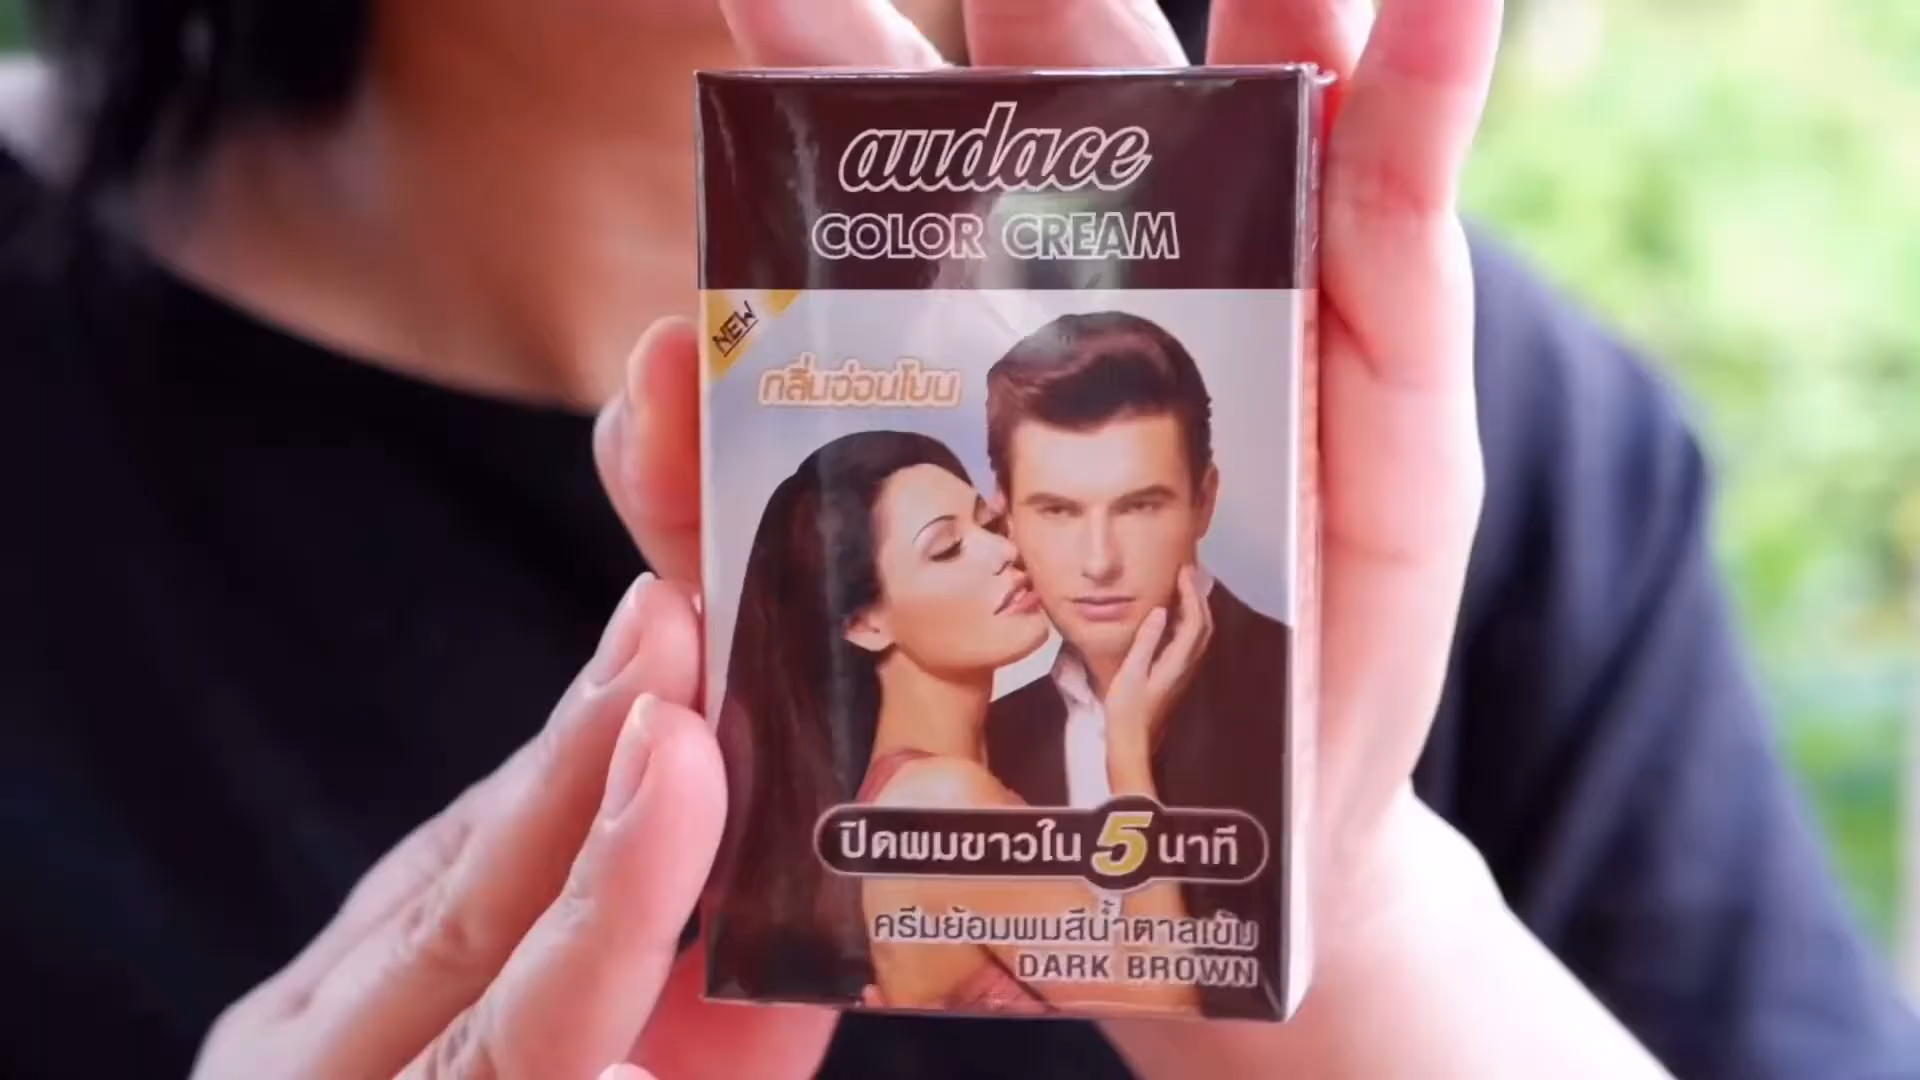 audace
COLOR CREAM
NEW
กลิ่นอ่อนโยน
ปิดผมขาวใน 5 นาที
ครีมย้อมผมสีน้ำตาลเข้ม
DARK BROWN